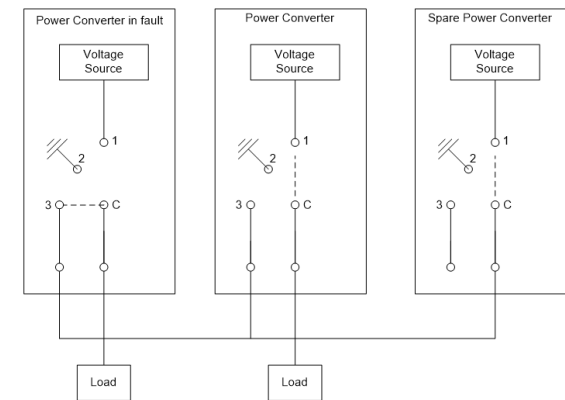 Power Converter in fault
Power Converter
Spare Power Converter
Voltage
Source
Voltage
Source
Voltage
Source
1
1
1
2
2
2
3
C
3
C
3
C
Load
Load